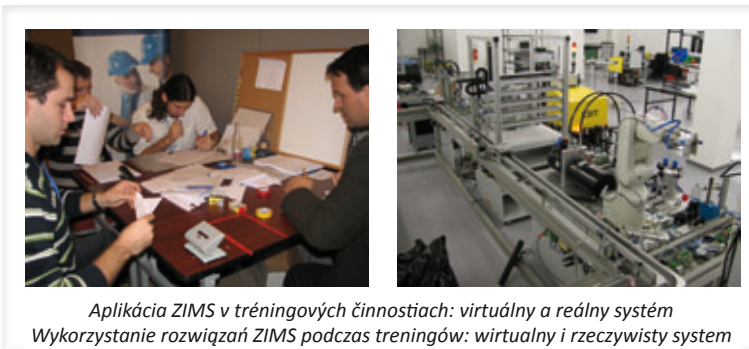 Aplikácia ZIMS v tréningových činnostiach: virtuálny a reálny systém
Wykorzystanie rozwiązań ZIMS podczas treningów: wirtualny i rzeczywisty system